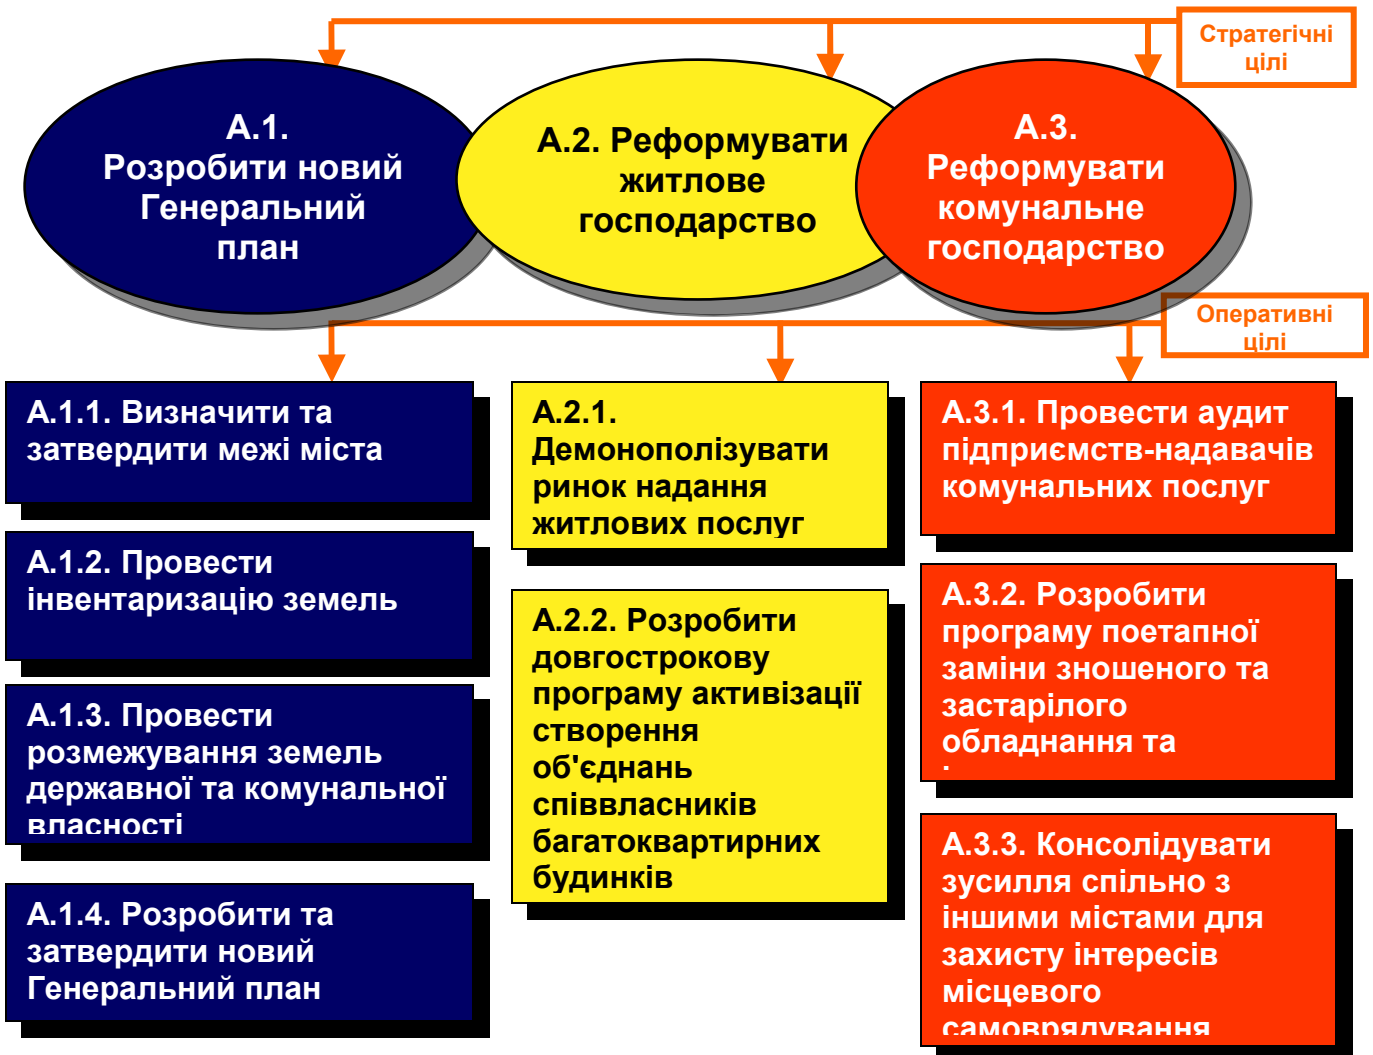 Стратегічні
цілі
А.1.
Розробити новий
Генеральний
план
А.2. Реформувати
житлове
господарство
А.3.
Реформувати
комунальне
господарство
Оперативні
цілі
А.1.1. Визначити та
затвердити межі міста
А.1.2. Провести
інвентаризацію земель
А.1.3. Провести
розмежування земель
державної та комунальної
власності
А.1.4. Розробити та
затвердити новий
Генеральний план
А.2.1.
Демонополізувати
ринок надання
житлових послуг
А.2.2. Розробити
довгострокову
програму активізації
створення
об'єднань
співвласників
багатоквартирних
будинків
А.3.1. Провести аудит
підприємств-надавачів
комунальних послуг
А.3.2. Розробити
програму поетапної
заміни зношеного та
застарілого
обладнання та
А.3.3. Консолідувати
зусилля спільно з
іншими містами для
захисту інтересів
місцевого
самоврядування